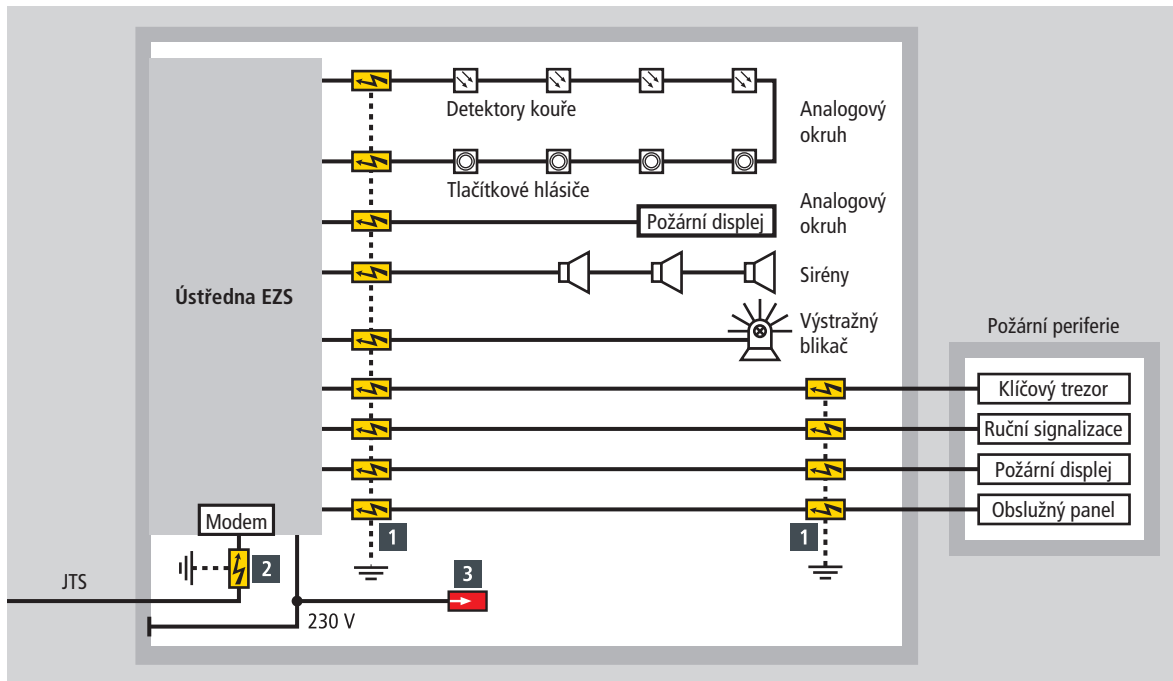 Detektory kouře
Analogový
okruh
Tlačítkové hlásiče
Požární displej
Analogový
okruh
Ústředna EZS
Sirény
Výstražný
blikač
Požární periferie
Klíčový trezor
Ruční signalizace
Požární displej
Obslužný panel
Modem
1
1
2
3
JTS
230 V